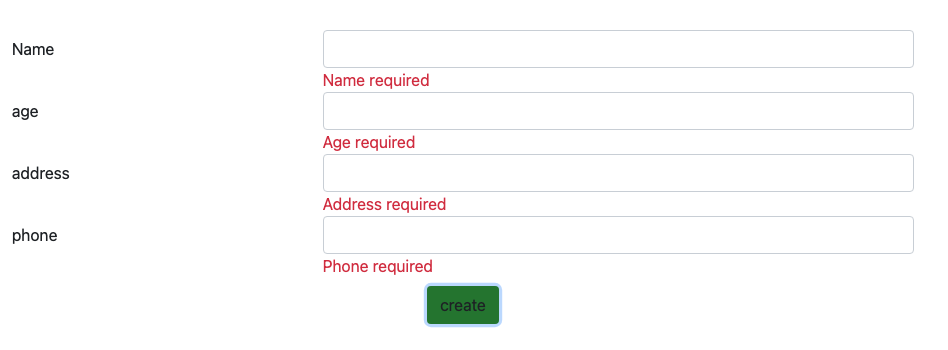 Name
Name required
age
Age required
address
Address required
phone
Phone required
create